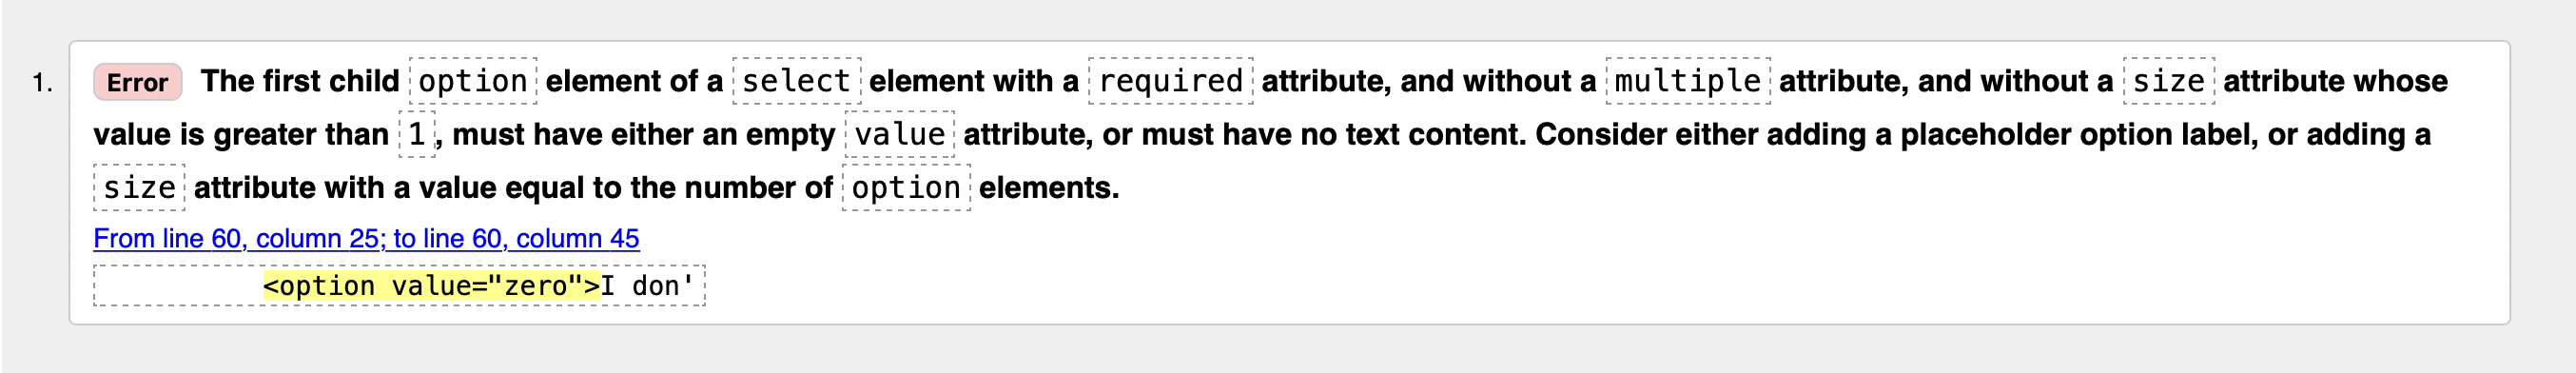 1. Error The first child option element of a select element with a required attribute, and without a multiple attribute, and without a size attribute whose
value is greater than 1, must have either an empty value attribute, or must have no text content. Consider either adding a placeholder option label, or adding a
size attribute with a value equal to the number of option elements.
From line 60, column 25; to line 60, column 45
<option value="zero">I don'